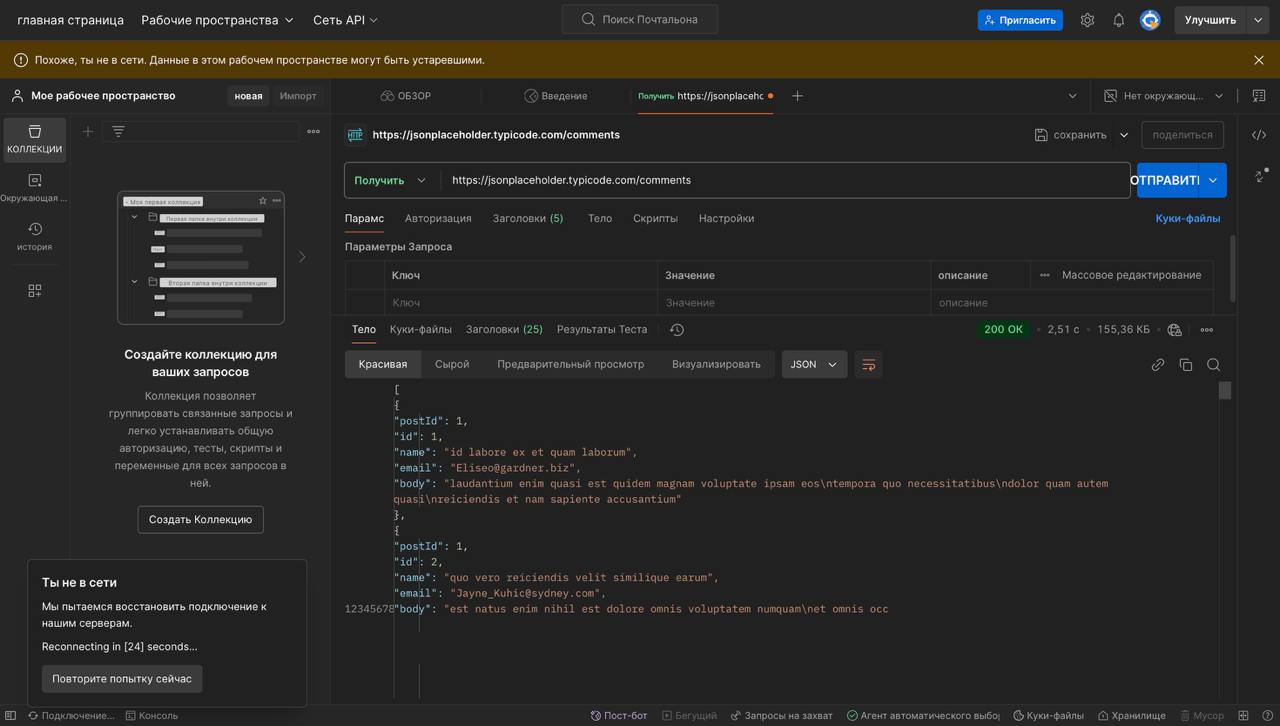 главная страница
Рабочие пространства
Сеть API
Поиск Почтальона
Пригласить
Улучшить
Похоже, ты не в сети. Данные в этом рабочем пространстве могут быть устаревшими.
Мое рабочее пространство
новая
Импорт
ОБЗОР
Введение
Получить https://jsonplacehc
Нет окружающ...
КОЛЛЕКЦИИ
Окружающая ...
история
Моя первая коллекция
Первая папка внутри коллекции
Вторая папка внутри коллекции
Создайте коллекцию для
ваших запросов
Коллекция позволяет
группировать связанные запросы и
легко устанавливать общую
авторизацию, тесты, скрипты и
переменные для всех запросов в
ней.
Создать Коллекцию
HTTP
https://jsonplaceholder.typicode.com/comments
сохранить
поделиться
Получить
https://jsonplaceholder.typicode.com/comments
ОТПРАВИТЬ
Парамс
Авторизация
Заголовки (5)
Тело
Скрипты
Настройки
Куки-файлы
Параметры Запроса
Ключ
Значение
описание
Массовое редактирование
Ключ
Значение
описание
Тело
Куки-файлы
Заголовки (25)
Результаты Теста
200 ОК
2,51 с
155,36 КБ
Красивая
Сырой
Предварительный просмотр
Визуализировать
JSON
[
{
"postId": 1,
"id": 1,
"name": "id labore ex et quam laborum",
"email": "Eliseo@gardner.biz",
"body": "laudantium enim quasi est quidem magnam voluptate ipsam eos\ntempora quo necessitatibus\ndolor quam autem
quasi\nreiciendis et nam sapiente accusantium"
},
{
"postId": 1,
"id": 2,
"name": "quo vero reiciendis velit similique earum",
"email": "Jayne_Kuhic@sydney.com",
12345678"body": "est natus enim nihil est dolore omnis voluptatem numquam\net omnis occ
Ты не в сети
Мы пытаемся восстановить подключение к
нашим серверам.
Reconnecting in [24] seconds...
Повторите попытку сейчас
Подключение...
Консоль
Пост-бот
Бегущий
Запросы на захват
Агент автоматического выбо
Куки-файлы
Хранилище
Мусор